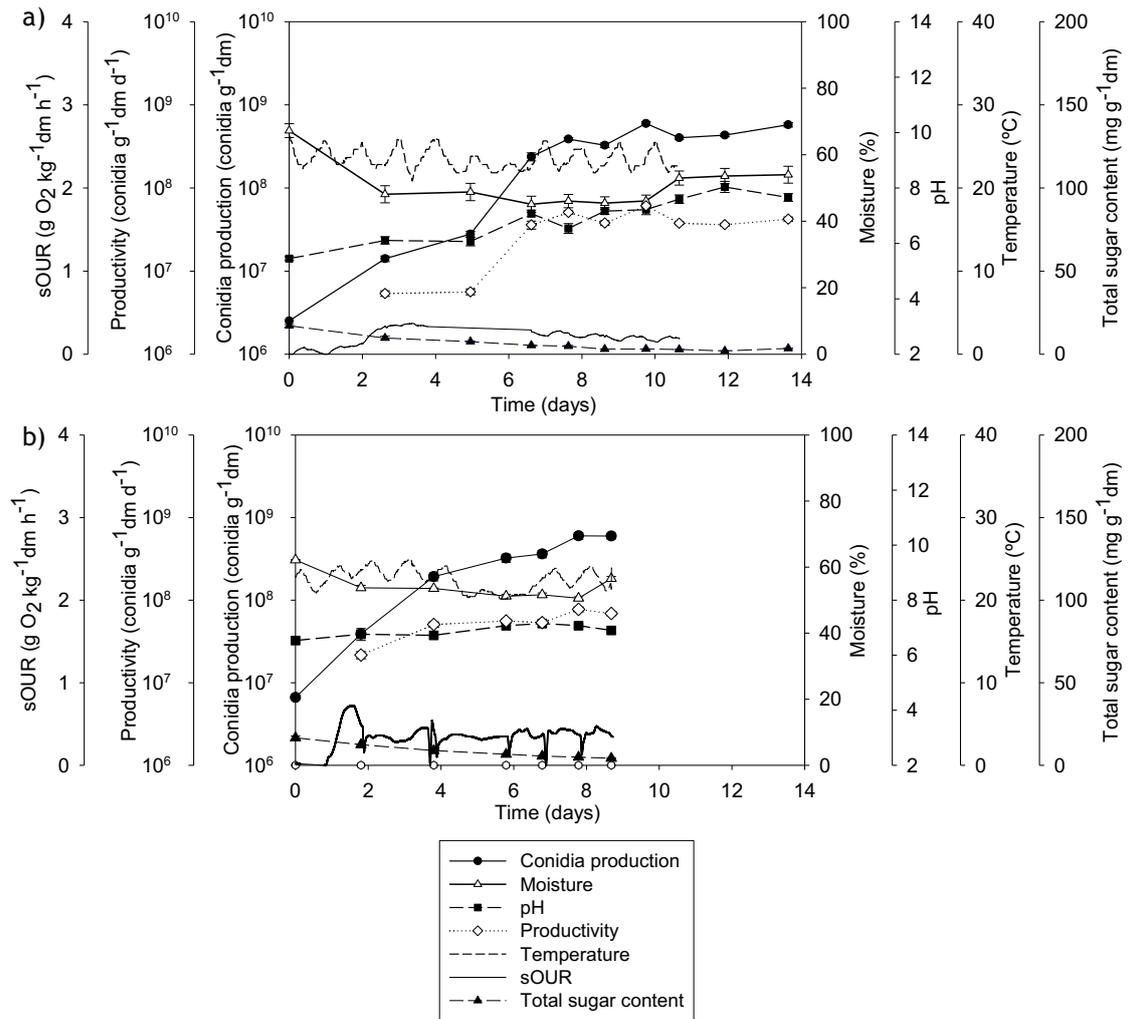 a)
sOUR (g O2 kg-1dm h-1)
4
3
2
1
0
Productivity (conidia g-1dm d-1)
10^10
10^9
10^8
10^7
10^6
Conidia production (conidia g-1dm)
10^10
10^9
10^8
10^7
10^6
0 2 4 6 8 10 12 14
Time (days)
Moisture (%)
100
80
60
40
20
0
pH
14
12
10
8
6
4
2
Temperature (ºC)
40
30
20
10
0
Total sugar content (mg g-1dm)
200
150
100
50
0
b)
sOUR (g O2 kg-1dm h-1)
4
3
2
1
0
Productivity (conidia g-1dm d-1)
10^10
10^9
10^8
10^7
10^6
Conidia production (conidia g-1dm)
10^10
10^9
10^8
10^7
10^6
0 2 4 6 8 10 12 14
Time (days)
Moisture (%)
100
80
60
40
20
0
pH
14
12
10
8
6
4
2
Temperature (ºC)
40
30
20
10
0
Total sugar content (mg g-1dm)
200
150
100
50
0
Conidia production
Moisture
pH
Productivity
Temperature
sOUR
Total sugar content